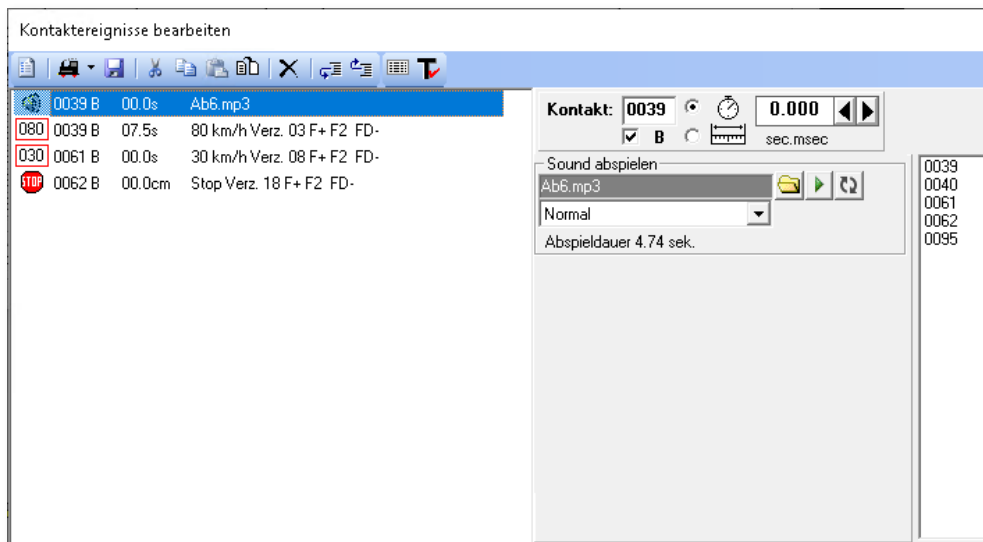 Kontaktereignisse bearbeiten
0039 B 00.0s Ab6.mp3
080 0039 B 07.5s 80 km/h Verz. 03 F+ F2 FD-
030 0061 B 00.0s 30 km/h Verz. 08 F+ F2 FD-
STOP 0062 B 00.0cm Stop Verz. 18 F+ F2 FD-
Kontakt: 0039 0.000
B sec.msec
Sound abspielen
Ab6.mp3
Normal
Abspieldauer 4.74 sek.
0039
0040
0061
0062
0095